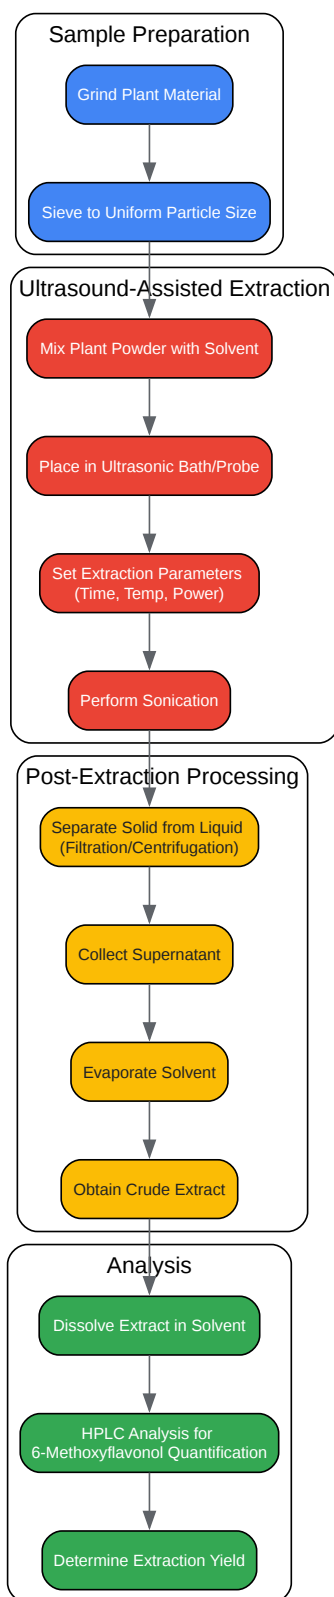 Sample Preparation
Grind Plant Material
Sieve to Uniform Particle Size
Ultrasound-Assisted Extraction
Mix Plant Powder with Solvent
Place in Ultrasonic Bath/Probe
Set Extraction Parameters
(Time, Temp, Power)
Perform Sonication
Post-Extraction Processing
Separate Solid from Liquid
(Filtration/Centrifugation)
Collect Supernatant
Evaporate Solvent
Obtain Crude Extract
Analysis
Dissolve Extract in Solvent
HPLC Analysis for
6-Methoxyflavonol Quantification
Determine Extraction Yield